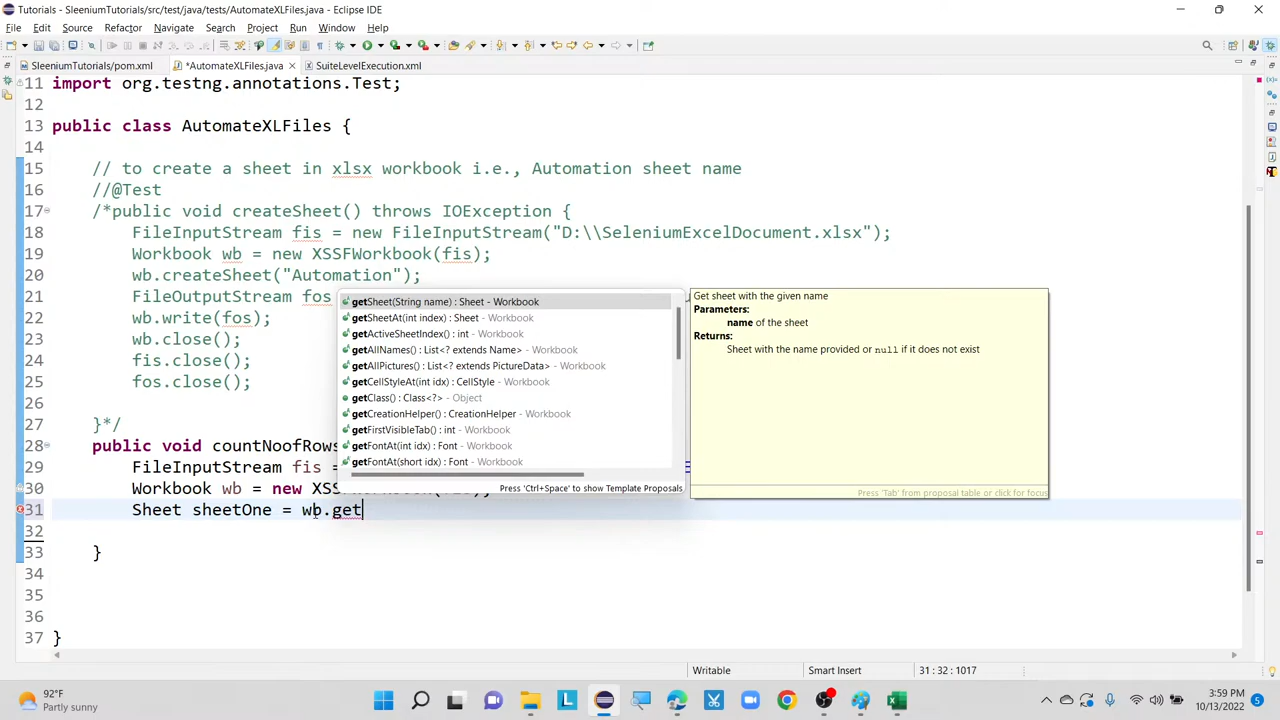 Tutorials - SleeniumTutorials/src/test/java/tests/AutomateXLFiles.java - Eclipse IDE
File Edit Source Refactor Navigate Search Project Run Window Help
SleeniumTutorials/pom.xml *AutomateXLFiles.java SuiteLevelExecution.xml
11 import org.testng.annotations.Test;
12
13 public class AutomateXLFiles {
14
15 // to create a sheet in xlsx workbook i.e., Automation sheet name
16 //@Test
17 /*public void createSheet() throws IOException {
18 FileInputStream fis = new FileInputStream("D:\\SeleniumExcelDocument.xlsx");
19 Workbook wb = new XSSFWorkbook(fis);
20 wb.createSheet("Automation");
21 FileOutputStream fos
22 wb.write(fos);
23 wb.close();
24 fis.close();
25 fos.close();
26
27 }*/
28 public void countNoofRows
29 FileInputStream fis =
30 Workbook wb = new
31 Sheet sheetOne = wb.get
32
33 }
34
35
36
37 }
getSheet(String name) : Sheet - Workbook
getSheetAt(int index) : Sheet - Workbook
getActiveSheetIndex() : int - Workbook
getAllNames() : List<? extends Name> - Workbook
getAllPictures() : List<? extends PictureData> - Workbook
getCellStyleAt(int idx) : CellStyle - Workbook
getClass() : Class<?> - Object
getCreationHelper() : CreationHelper - Workbook
getFirstVisibleTab() : int - Workbook
getFontAt(int idx) : Font - Workbook
getFontAt(short idx) : Font - Workbook
Press 'Ctrl+Space' to show Template Proposals
Get sheet with the given name
Parameters:
name of the sheet
Returns:
Sheet with the name provided or null if it does not exist
Press 'Tab' from proposal table or click for focus
Writable Smart Insert 31 : 32 : 1017
92°F
Partly sunny
3:59 PM
10/13/2022
5